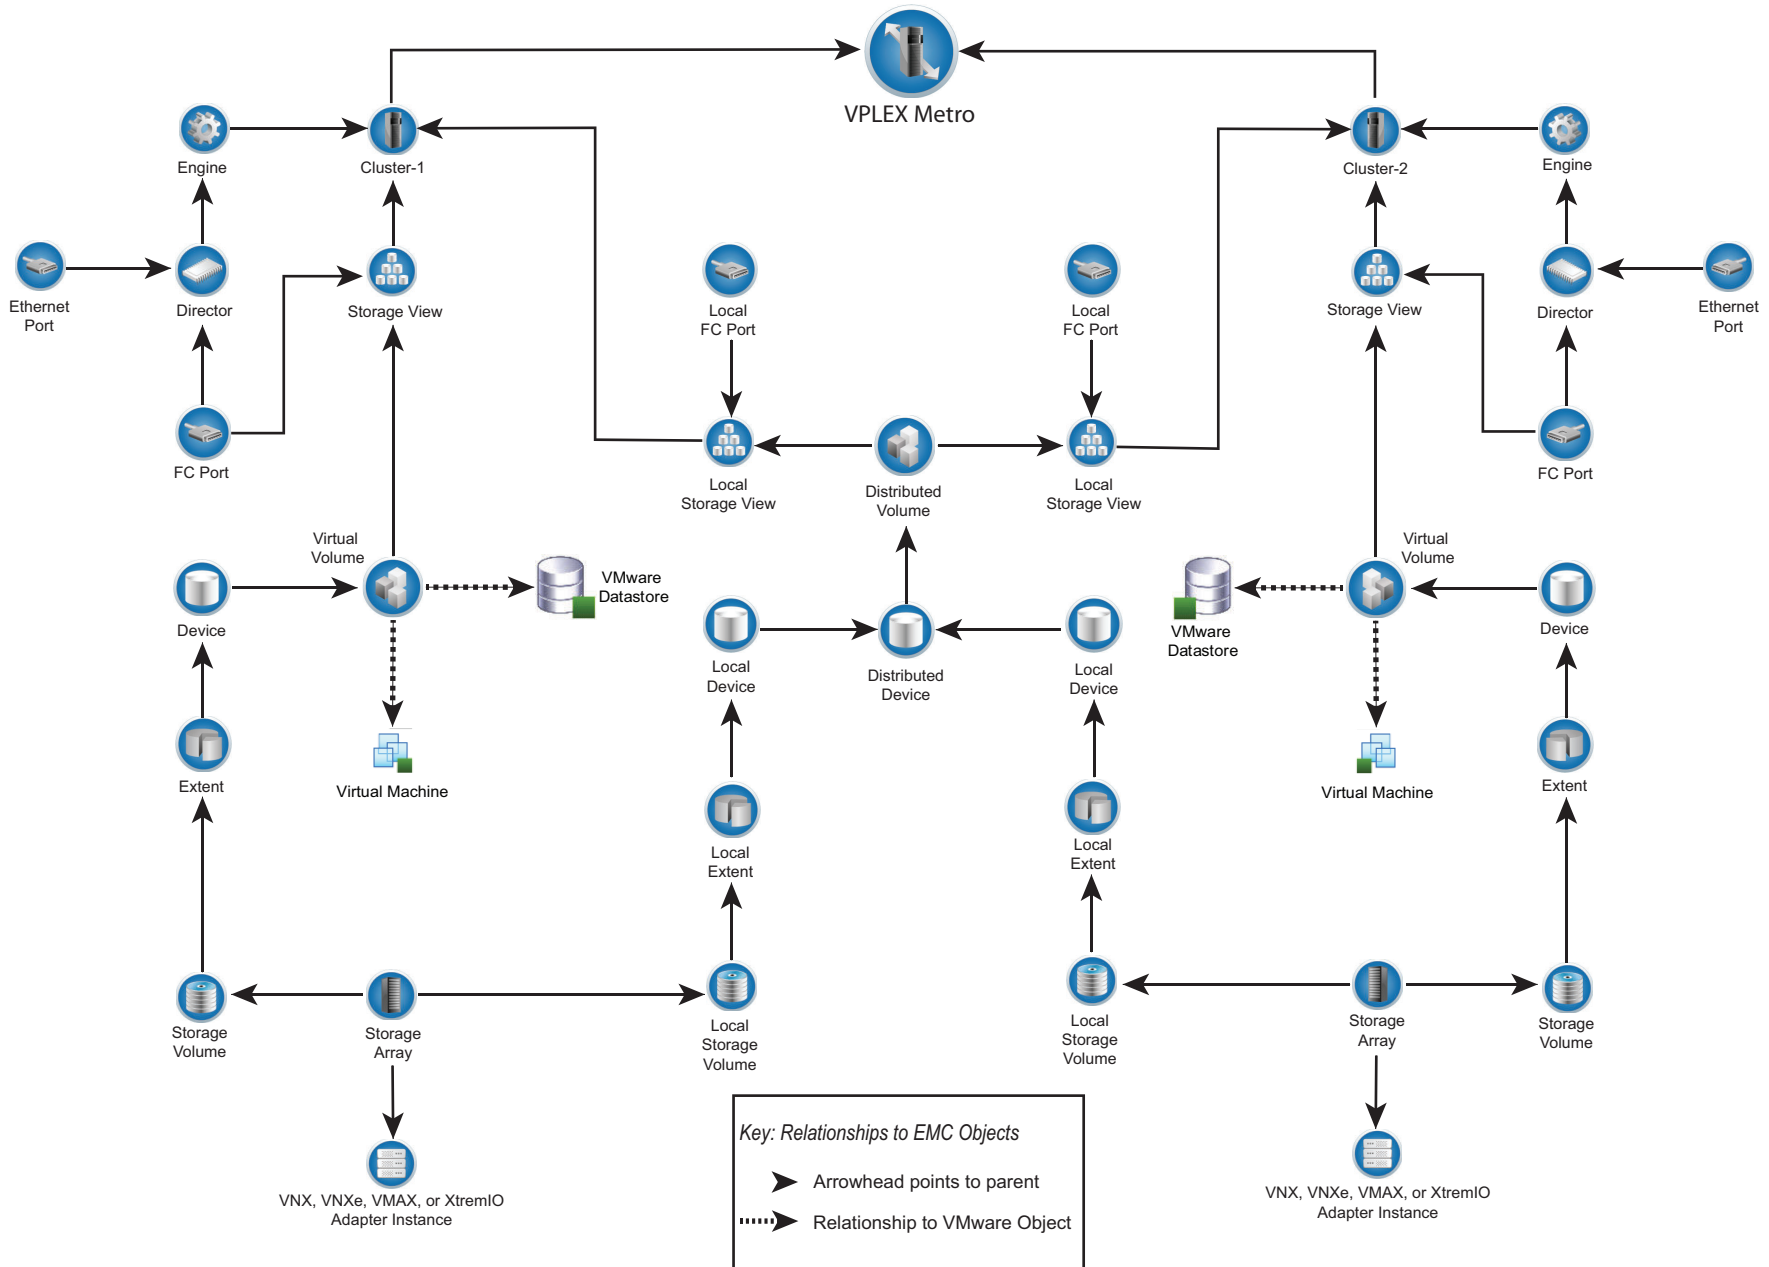 VPLEX Metro
Engine
Cluster-1
Cluster-2
Engine
Ethernet
Port
Director
Storage View
Local
FC Port
Local
FC Port
Storage View
Director
Ethernet
Port
FC Port
Local
Storage View
Distributed
Volume
Local
Storage View
FC Port
Virtual
Volume
VMware
Datastore
Virtual
Volume
VMware
Datastore
Device
Local
Device
Distributed
Device
Local
Device
Device
Extent
Virtual Machine
Local
Extent
Local
Extent
Virtual Machine
Extent
Storage
Volume
Storage
Array
Local
Storage
Volume
Local
Storage
Volume
Storage
Array
Storage
Volume
VNX, VNXe, VMAX, or XtremIO
Adapter Instance
VNX, VNXe, VMAX, or XtremIO
Adapter Instance
Key: Relationships to EMC Objects
Arrowhead points to parent
Relationship to VMware Object